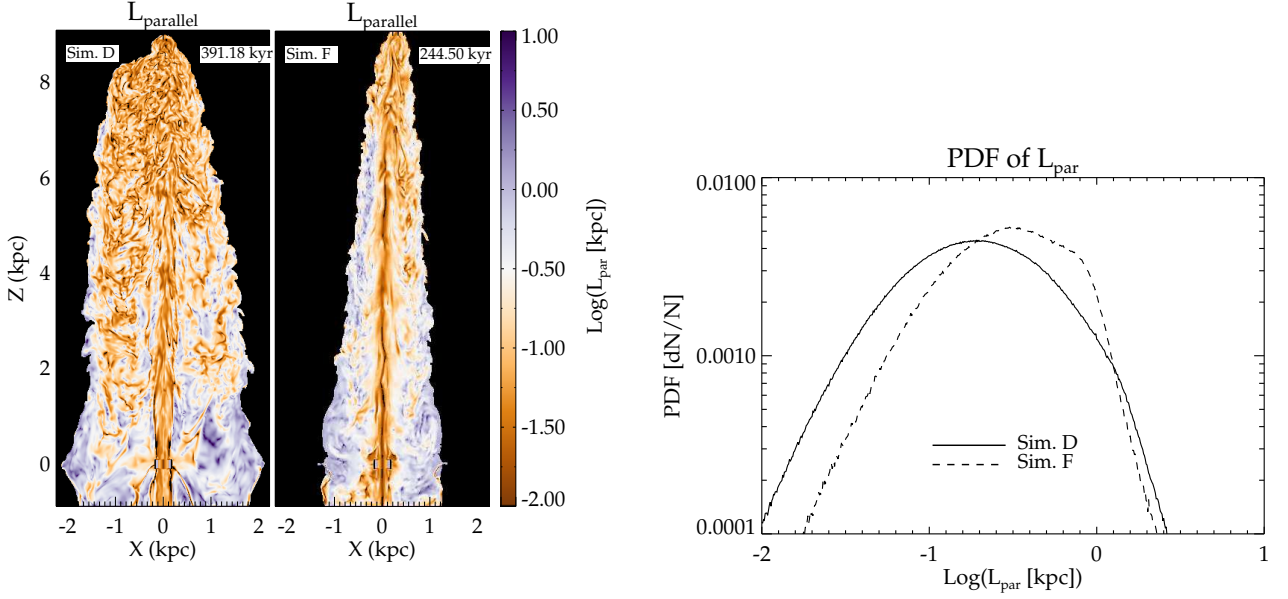 L_parallel L_parallel
Sim. D 391.18 kyr Sim. F 244.50 kyr
Z (kpc)
8
6
4
2
0
-2 -1 0 1 2
X (kpc)
-2 -1 0 1 2
X (kpc)
1.00
0.50
0.00
-0.50
-1.00
-1.50
-2.00
Log(L_par [kpc])
PDF of L_par
PDF [dN/N]
0.0100
0.0010
0.0001
Sim. D
Sim. F
-2 -1 0 1
Log(L_par [kpc])